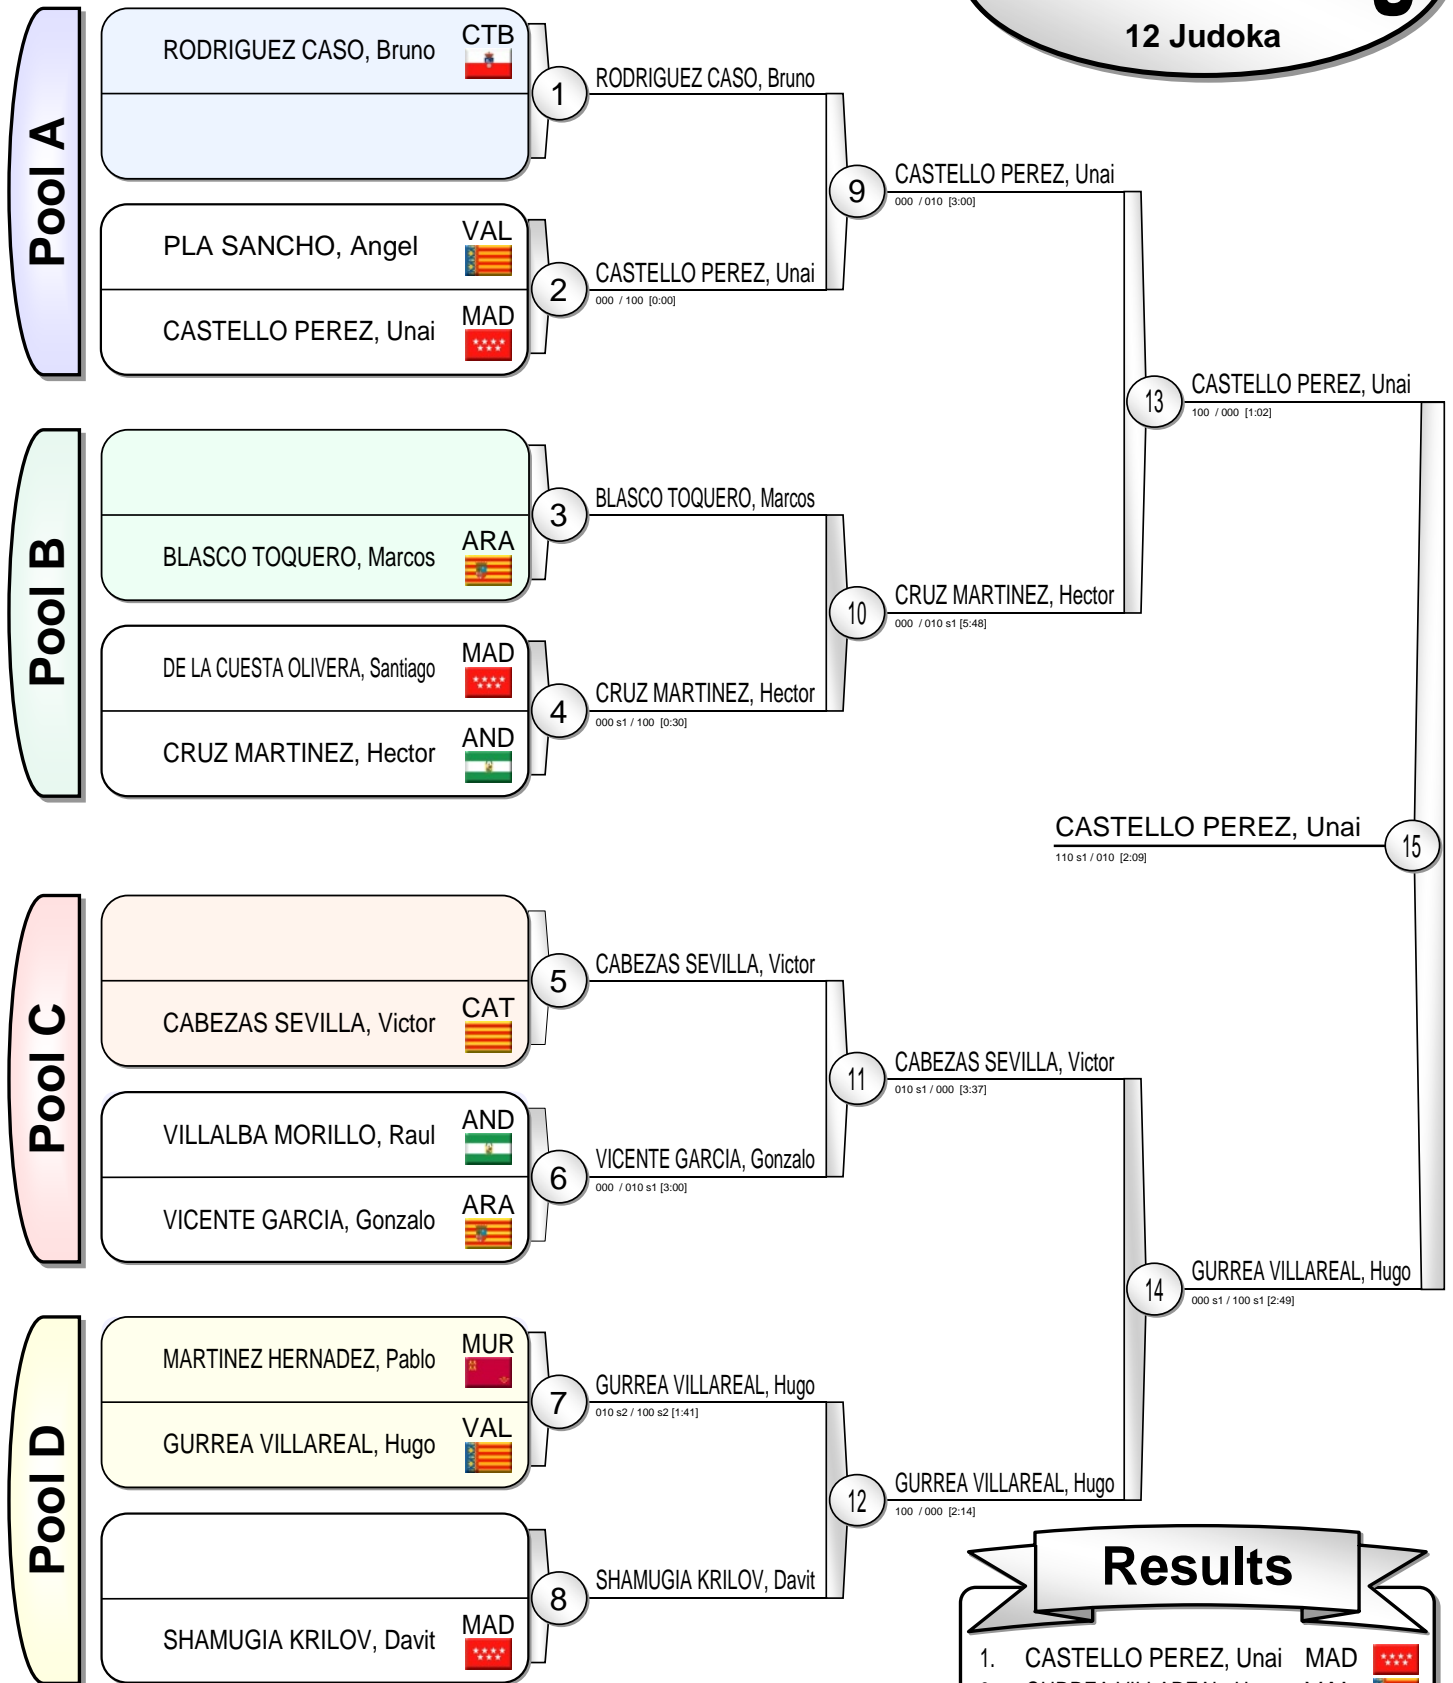 12 Judoka
Pool A
RODRIGUEZ CASO, Bruno CTB
1
RODRIGUEZ CASO, Bruno
PLA SANCHO, Angel VAL
CASTELLO PEREZ, Unai MAD
2
CASTELLO PEREZ, Unai
000 / 100 [0:00]
9
CASTELLO PEREZ, Unai
000 / 010 [3:00]
Pool B
3
BLASCO TOQUERO, Marcos
BLASCO TOQUERO, Marcos ARA
DE LA CUESTA OLIVERA, Santiago MAD
CRUZ MARTINEZ, Hector AND
4
CRUZ MARTINEZ, Hector
000 s1 / 100 [0:30]
10
CRUZ MARTINEZ, Hector
000 / 010 s1 [5:48]
13
CASTELLO PEREZ, Unai
100 / 000 [1:02]
CASTELLO PEREZ, Unai
110 s1 / 010 [2:09]
15
Pool C
5
CABEZAS SEVILLA, Victor
CABEZAS SEVILLA, Victor CAT
VILLALBA MORILLO, Raul AND
VICENTE GARCIA, Gonzalo ARA
6
VICENTE GARCIA, Gonzalo
000 / 010 s1 [3:00]
11
CABEZAS SEVILLA, Victor
010 s1 / 000 [3:37]
Pool D
MARTINEZ HERNADEZ, Pablo MUR
GURREA VILLAREAL, Hugo VAL
7
GURREA VILLAREAL, Hugo
010 s2 / 100 s2 [1:41]
8
SHAMUGIA KRILOV, Davit
SHAMUGIA KRILOV, Davit MAD
12
GURREA VILLAREAL, Hugo
100 / 000 [2:14]
14
GURREA VILLAREAL, Hugo
000 s1 / 100 s1 [2:49]
Results
1. CASTELLO PEREZ, Unai MAD